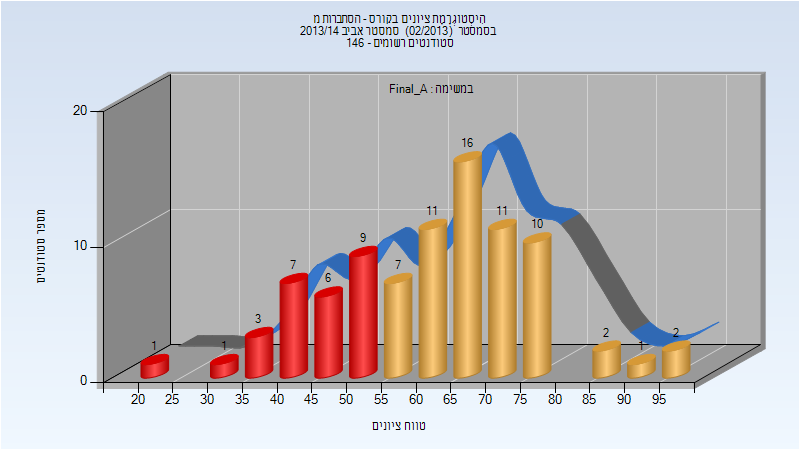 היסטוגרמת ציונים בקורס - הסתברות מ
בסמסטר (02/2013) סמסטר אביב 2013/14
סטודנטים רשומים - 146
במשימה : Final_A
מספר סטודנטים
20
10
0
1
1
3
7
6
9
7
11
16
11
10
2
1
2
20 25 30 35 40 45 50 55 60 65 70 75 80 85 90 95
טווח ציונים